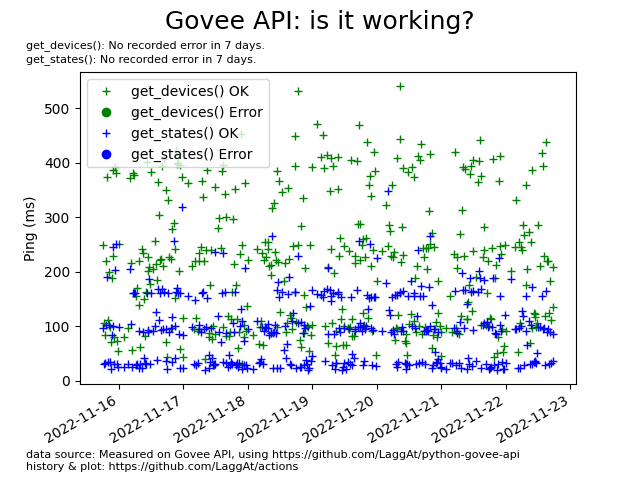 Govee API: is it working?
get_devices(): No recorded error in 7 days.
get_states(): No recorded error in 7 days.
get_devices() OK
get_devices() Error
get_states() OK
get_states() Error
500
400
300
200
100
0
Ping (ms)
2022-11-16
2022-11-17
2022-11-18
2022-11-19
2022-11-20
2022-11-21
2022-11-22
2022-11-23
data source: Measured on Govee API, using https://github.com/LaggAt/python-govee-api
history & plot: https://github.com/LaggAt/actions